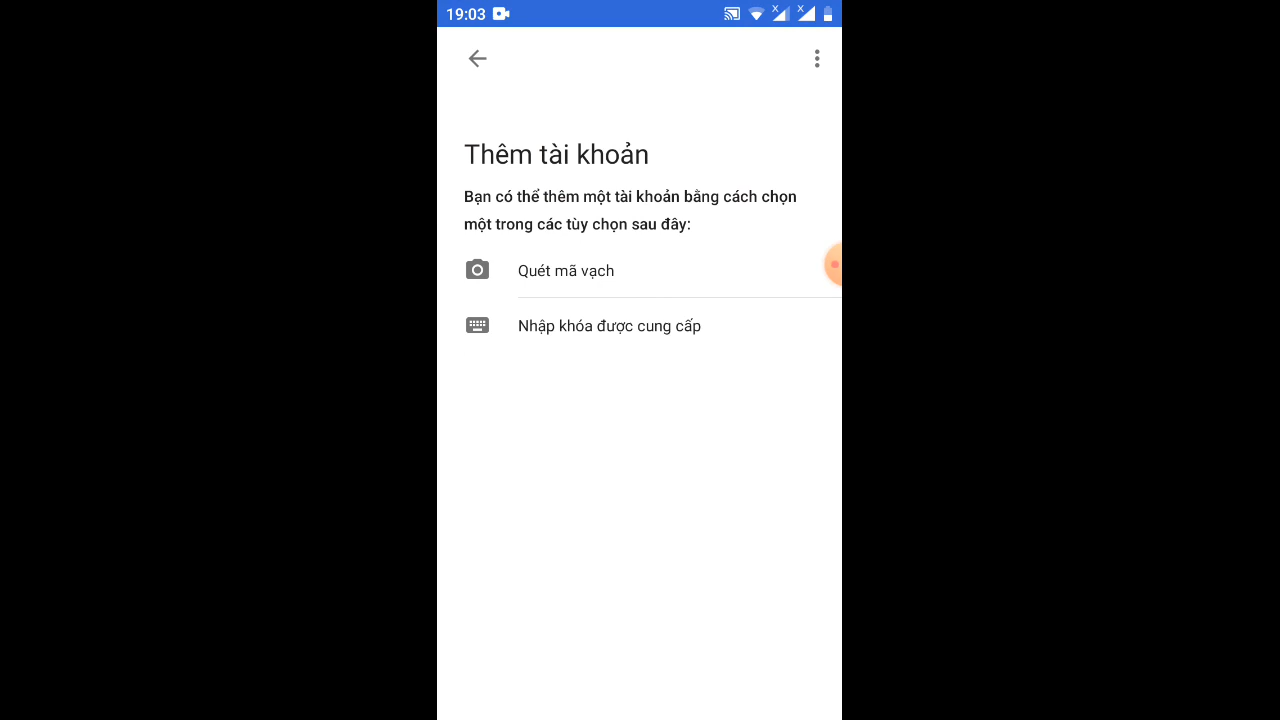 19:03
Thêm tài khoản
Bạn có thể thêm một tài khoản bằng cách chọn
một trong các tùy chọn sau đây:
Quét mã vạch
Nhập khóa được cung cấp